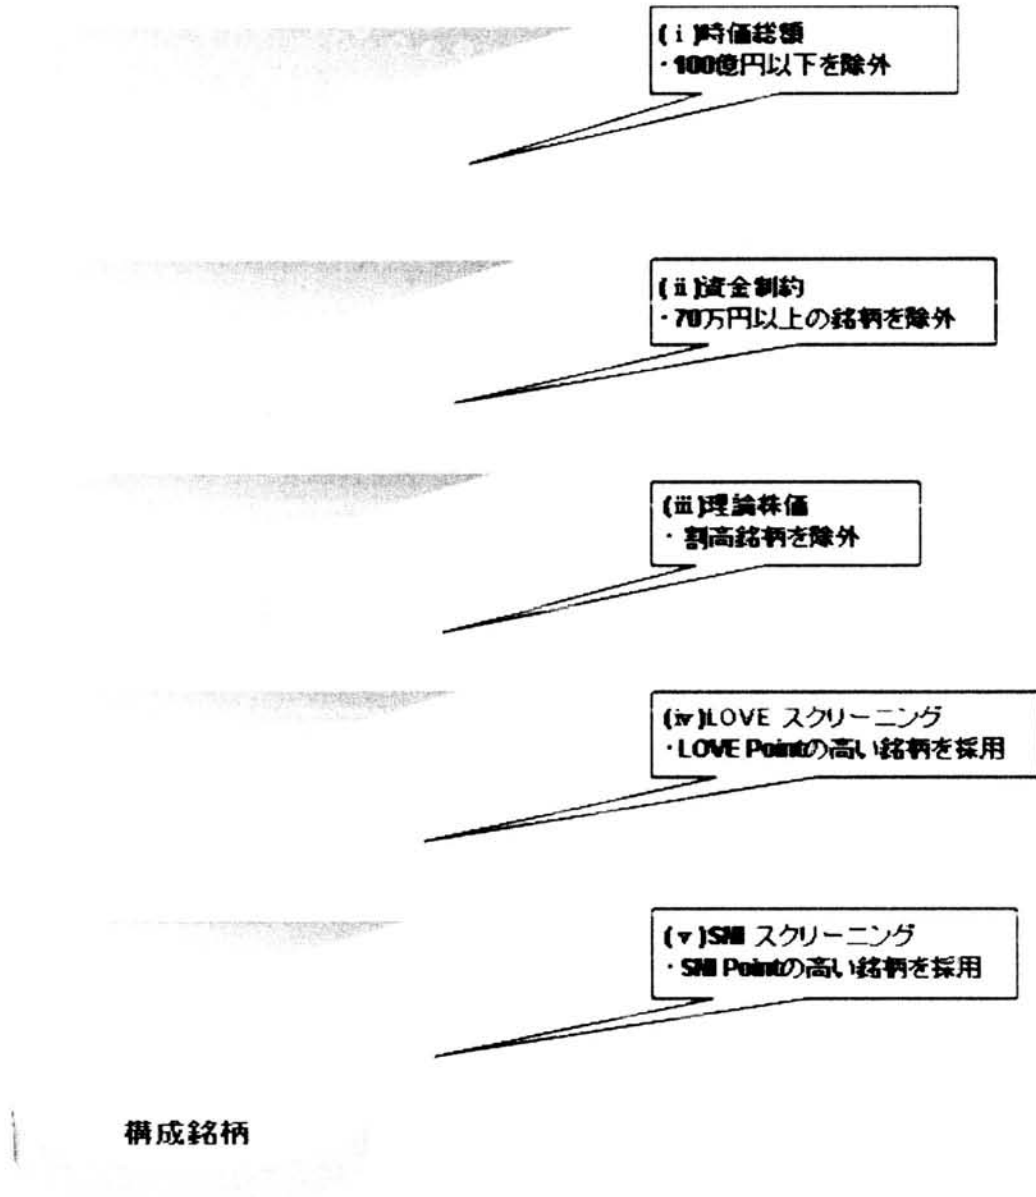 (ⅰ)時価総額
・100億円以下を除外
(ⅱ)資金制約
・70万円以上の銘柄を除外
(ⅲ)理論株価
・ 割高銘柄を除外
(ⅳ)LOVE スクリーニング
・LOVE Pointの高い銘柄を採用
(ⅴ)SMI スクリーニング
・SMI Pointの高い銘柄を採用
構成銘柄